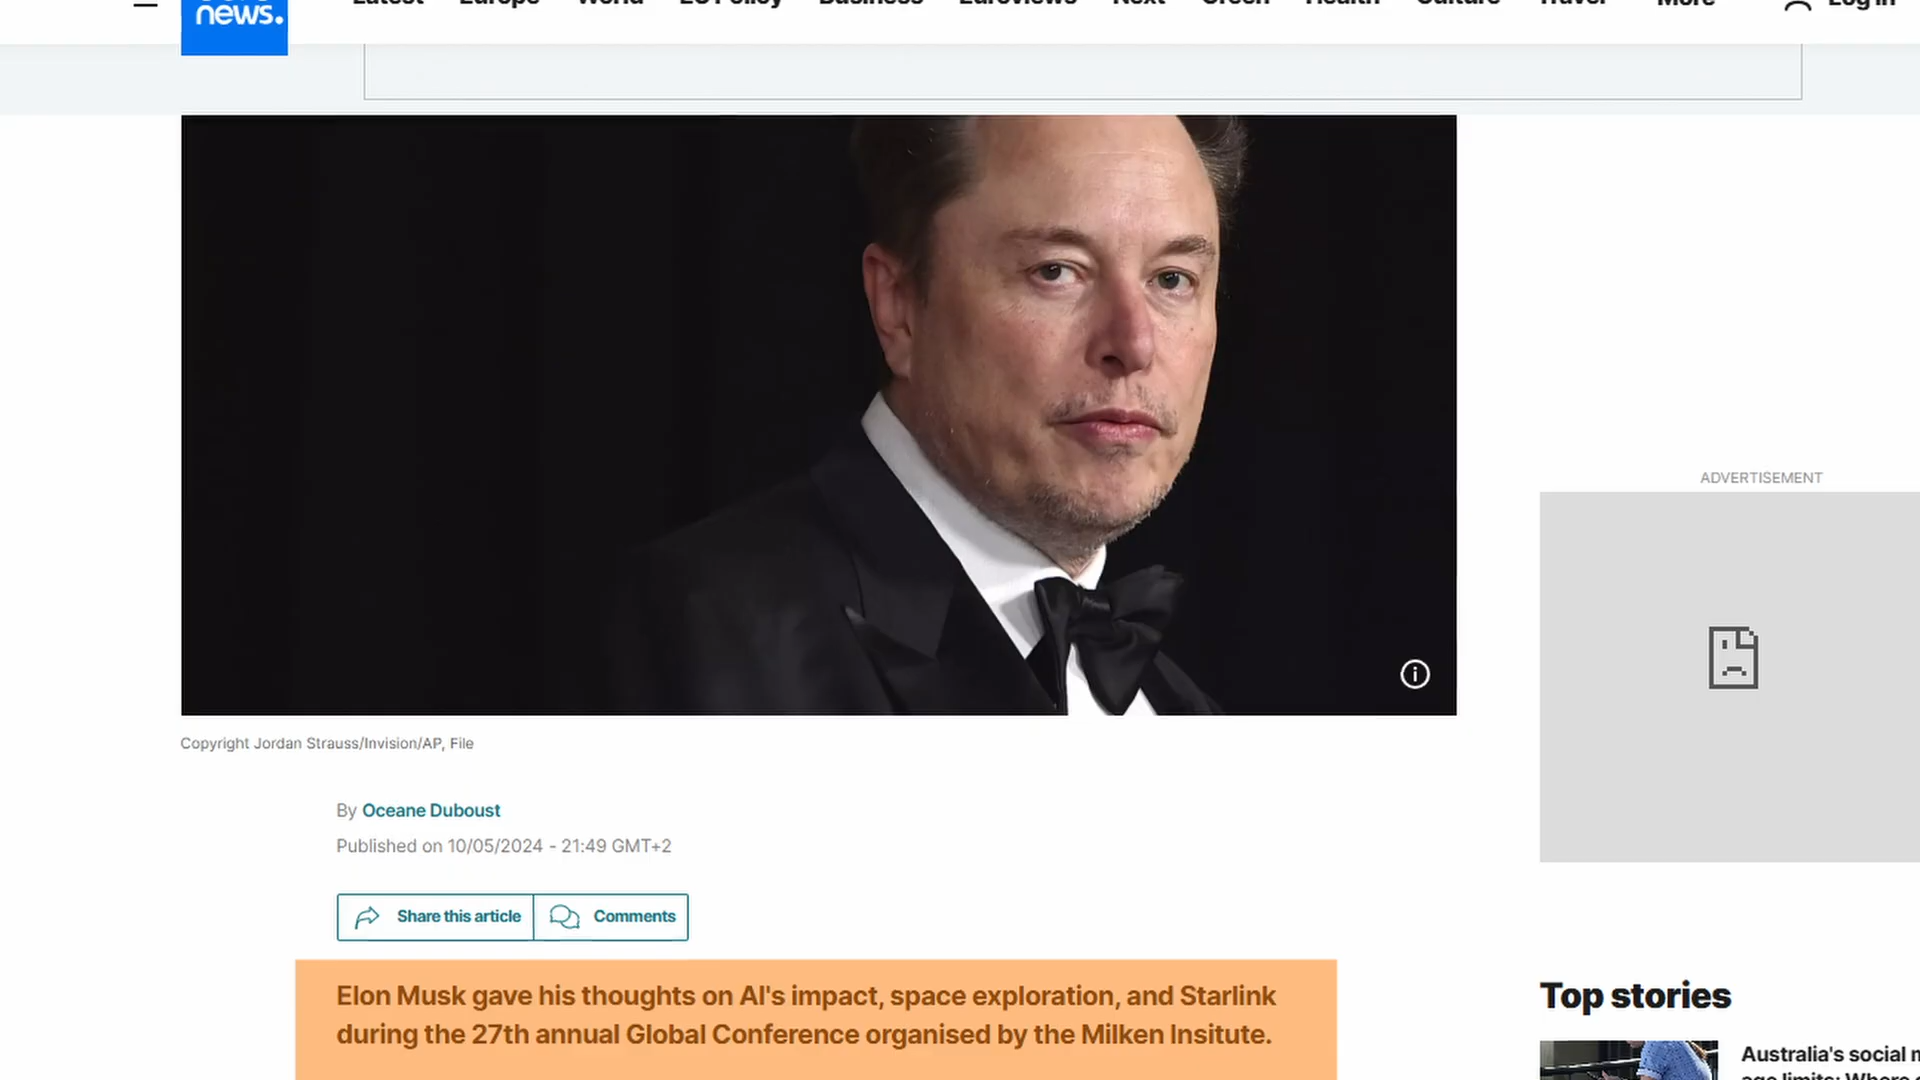 news.
Latest Europe World EU Policy Business Euroviews Next Green Health Culture Travel More Log in
ADVERTISEMENT
Copyright Jordan Strauss/Invision/AP, File
By Oceane Duboust
Published on 10/05/2024 - 21:49 GMT+2
Share this article
Comments
Elon Musk gave his thoughts on AI's impact, space exploration, and Starlink
during the 27th annual Global Conference organised by the Milken Insitute.
Top stories
Australia's social
age limits: Where